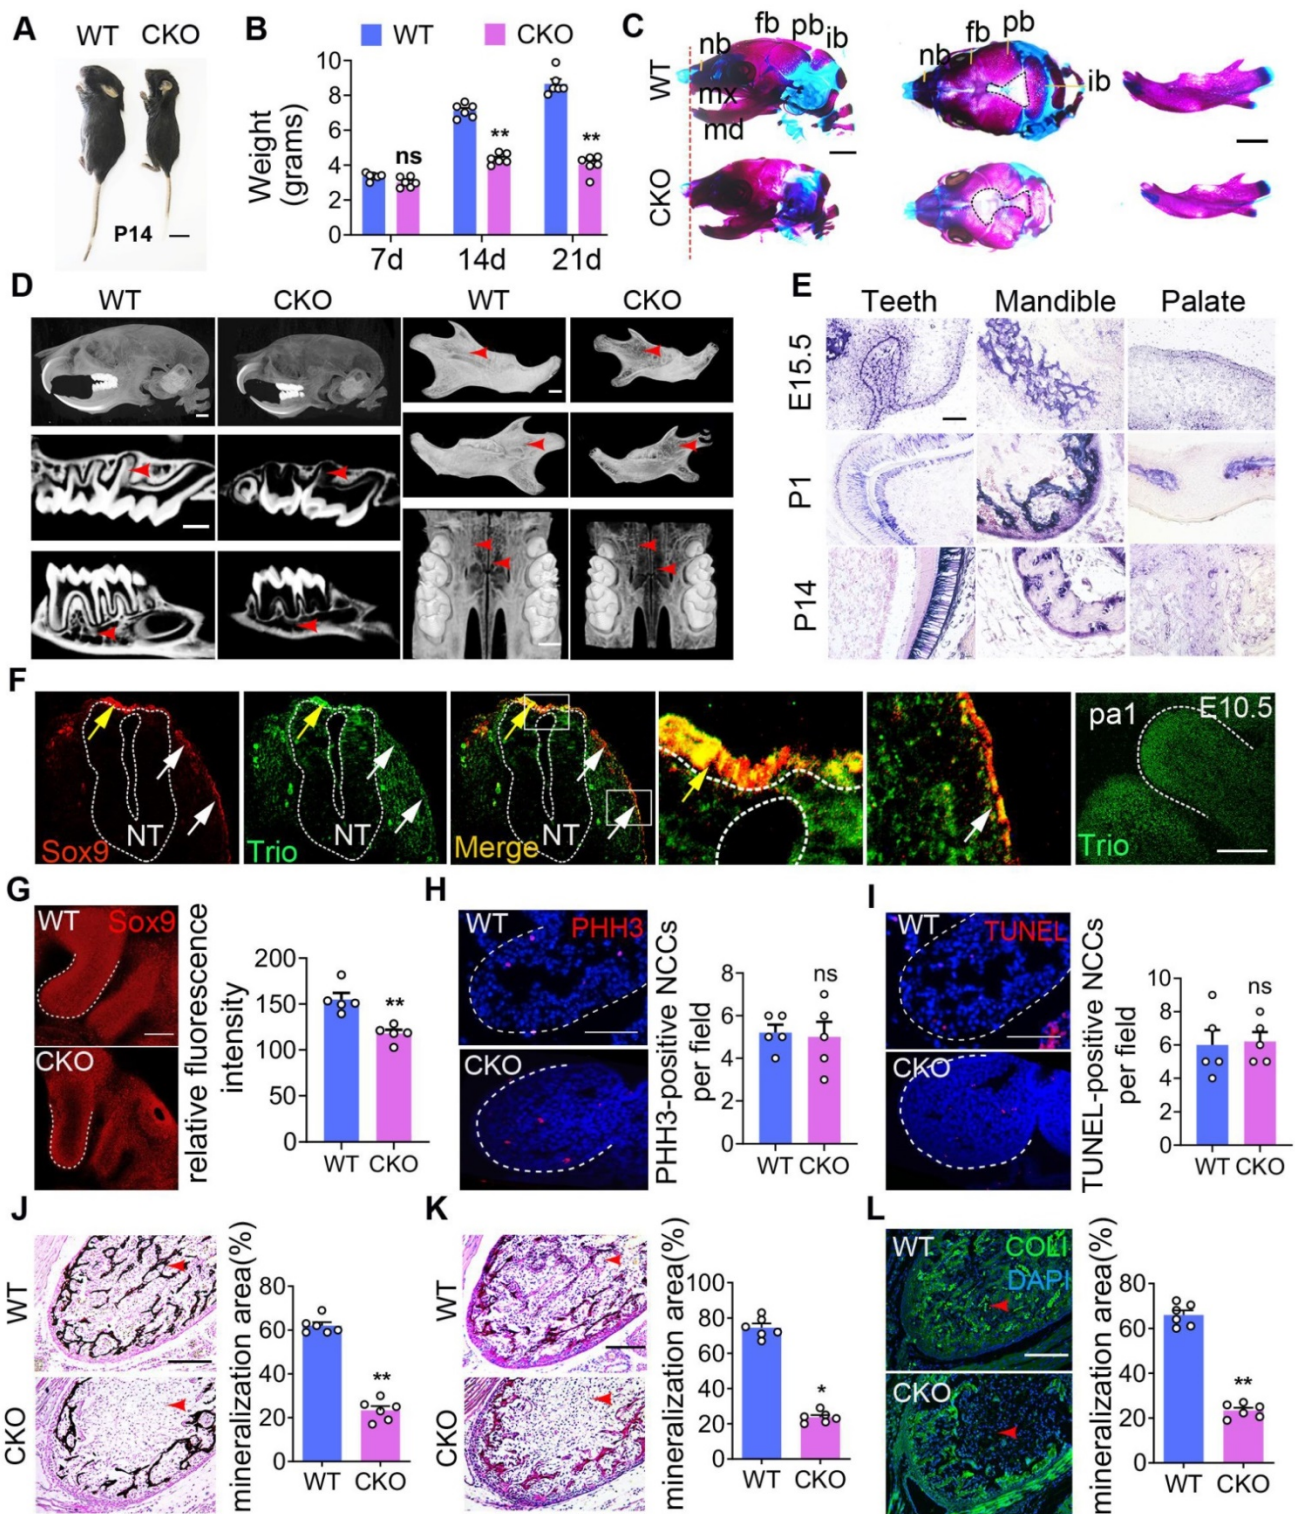 A
WT CKO
P14
B
WT CKO
Weight
(grams)
10
8
6
4
2
0
ns
**
**
7d 14d 21d
C
WT
CKO
nb
fb
pb
ib
mx
md
nb
fb
pb
ib
D
WT CKO WT CKO
E
Teeth Mandible Palate
E15.5
P1
P14
F
NT
Sox9
NT
Trio
NT
Merge
pa1
E10.5
Trio
G
WT Sox9
CKO
relative fluorescence
intensity
200
150
100
50
0
**
WT CKO
H
WT PHH3
CKO
PHH3-positive NCCs
per field
8
6
4
2
0
ns
WT CKO
I
WT TUNEL
CKO
TUNEL-positive NCCs
per field
10
8
6
4
2
0
ns
WT CKO
J
WT
CKO
mineralization area(%)
80
60
40
20
0
**
WT CKO
K
WT
CKO
mineralization area(%)
100
80
60
40
20
0
*
WT CKO
L
WT COLI
DAPI
CKO
mineralization area(%)
80
60
40
20
0
**
WT CKO